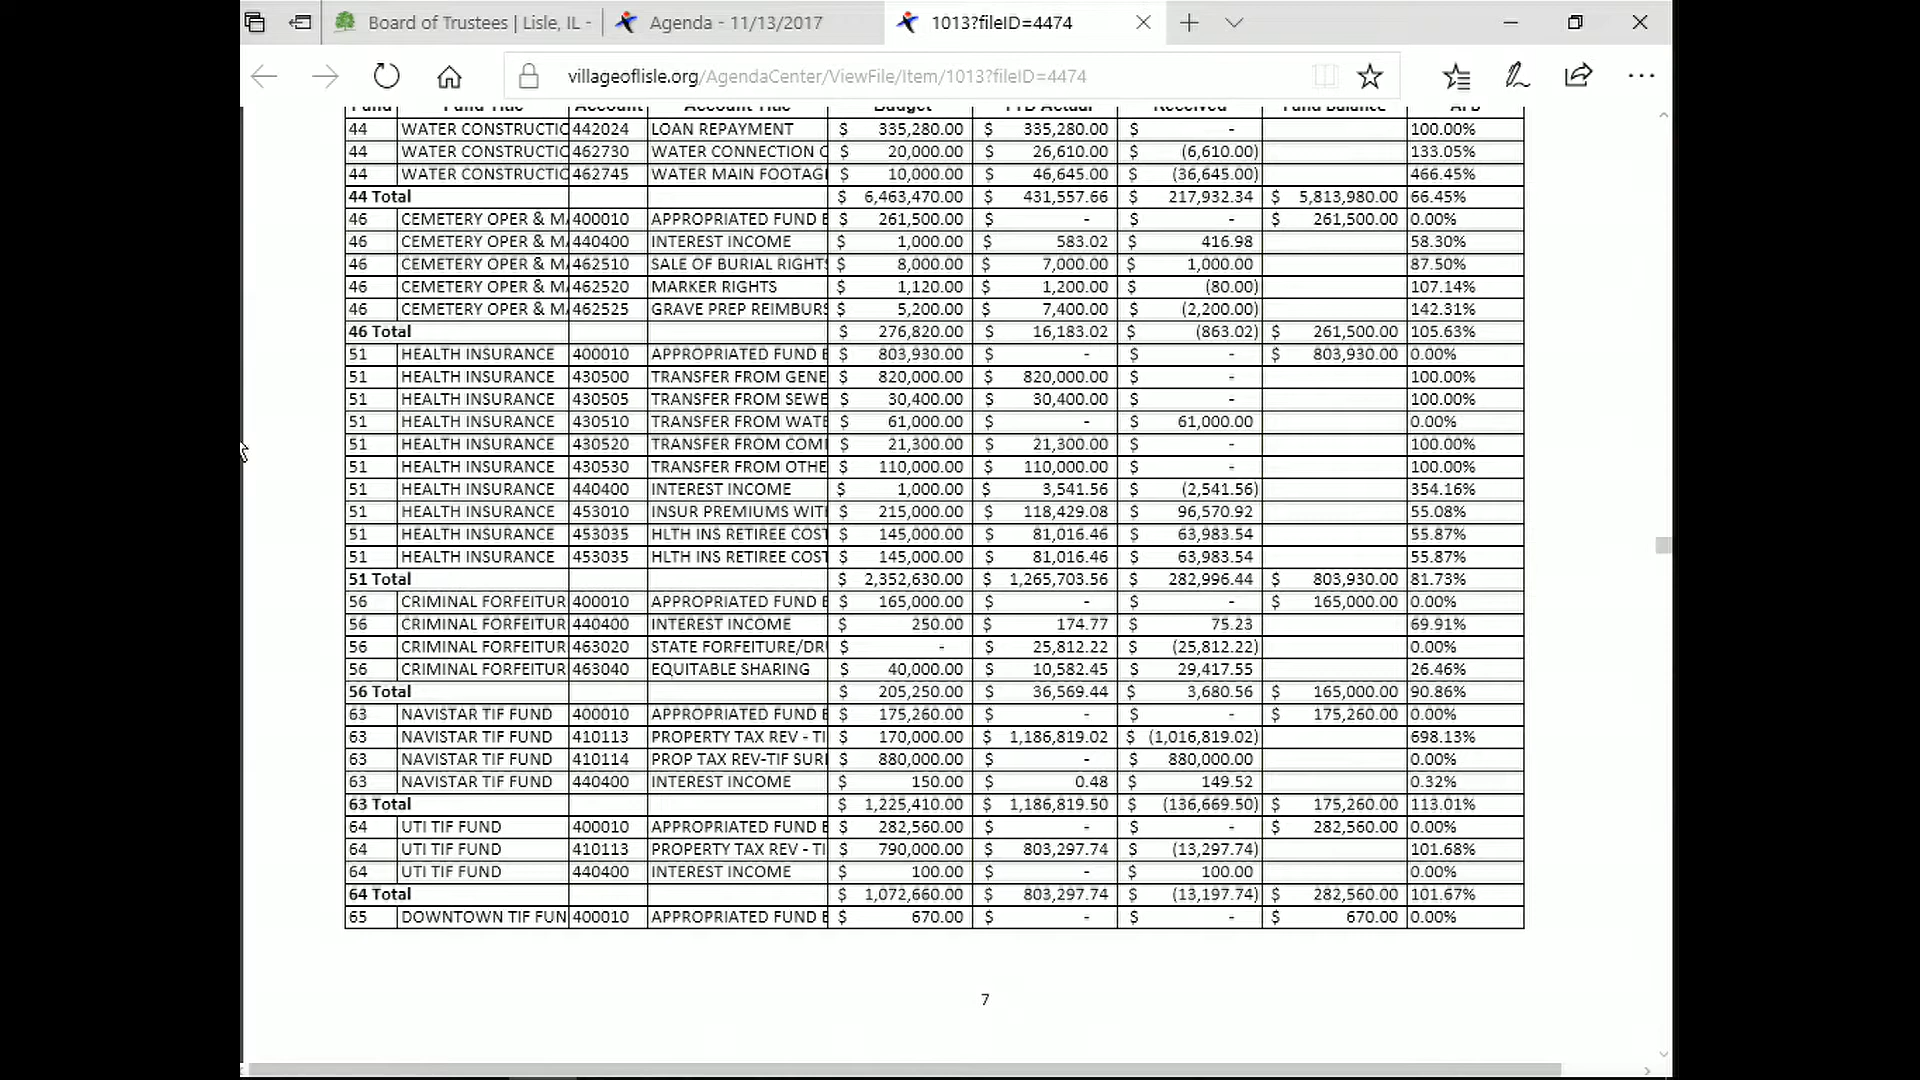 Board of Trustees | Lisle, IL -
Agenda - 11/13/2017
1013?fileID=4474
villageoflisle.org/AgendaCenter/ViewFile/Item/1013?fileID=4474
Fund Fund Title Account Account Title Budget YTD Actual Received Fund Balance AFB
44 WATER CONSTRUCTIO 442024 LOAN REPAYMENT $ 335,280.00 $ 335,280.00 $ - 100.00%
44 WATER CONSTRUCTIO 462730 WATER CONNECTION C $ 20,000.00 $ 26,610.00 $ (6,610.00) 133.05%
44 WATER CONSTRUCTIO 462745 WATER MAIN FOOTAG $ 10,000.00 $ 46,645.00 $ (36,645.00) 466.45%
44 Total $ 6,463,470.00 $ 431,557.66 $ 217,932.34 $ 5,813,980.00 66.45%
46 CEMETERY OPER & MA 400010 APPROPRIATED FUND B $ 261,500.00 $ - $ - $ 261,500.00 0.00%
46 CEMETERY OPER & MA 440400 INTEREST INCOME $ 1,000.00 $ 583.02 $ 416.98 58.30%
46 CEMETERY OPER & MA 462510 SALE OF BURIAL RIGHTS $ 8,000.00 $ 7,000.00 $ 1,000.00 87.50%
46 CEMETERY OPER & MA 462520 MARKER RIGHTS $ 1,120.00 $ 1,200.00 $ (80.00) 107.14%
46 CEMETERY OPER & MA 462525 GRAVE PREP REIMBURS $ 5,200.00 $ 7,400.00 $ (2,200.00) 142.31%
46 Total $ 276,820.00 $ 16,183.02 $ (863.02) $ 261,500.00 105.63%
51 HEALTH INSURANCE 400010 APPROPRIATED FUND B $ 803,930.00 $ - $ - $ 803,930.00 0.00%
51 HEALTH INSURANCE 430500 TRANSFER FROM GENE $ 820,000.00 $ 820,000.00 $ - 100.00%
51 HEALTH INSURANCE 430505 TRANSFER FROM SEWE $ 30,400.00 $ 30,400.00 $ - 100.00%
51 HEALTH INSURANCE 430510 TRANSFER FROM WATE $ 61,000.00 $ - $ 61,000.00 0.00%
51 HEALTH INSURANCE 430520 TRANSFER FROM COM $ 21,300.00 $ 21,300.00 $ - 100.00%
51 HEALTH INSURANCE 430530 TRANSFER FROM OTHE $ 110,000.00 $ 110,000.00 $ - 100.00%
51 HEALTH INSURANCE 440400 INTEREST INCOME $ 1,000.00 $ 3,541.56 $ (2,541.56) 354.16%
51 HEALTH INSURANCE 453010 INSUR PREMIUMS WIT $ 215,000.00 $ 118,429.08 $ 96,570.92 55.08%
51 HEALTH INSURANCE 453035 HLTH INS RETIREE COST $ 145,000.00 $ 81,016.46 $ 63,983.54 55.87%
51 HEALTH INSURANCE 453035 HLTH INS RETIREE COST $ 145,000.00 $ 81,016.46 $ 63,983.54 55.87%
51 Total $ 2,352,630.00 $ 1,265,703.56 $ 282,996.44 $ 803,930.00 81.73%
56 CRIMINAL FORFEITUR 400010 APPROPRIATED FUND B $ 165,000.00 $ - $ - $ 165,000.00 0.00%
56 CRIMINAL FORFEITUR 440400 INTEREST INCOME $ 250.00 $ 174.77 $ 75.23 69.91%
56 CRIMINAL FORFEITUR 463020 STATE FORFEITURE/DR $ - $ 25,812.22 $ (25,812.22) 0.00%
56 CRIMINAL FORFEITUR 463040 EQUITABLE SHARING $ 40,000.00 $ 10,582.45 $ 29,417.55 26.46%
56 Total $ 205,250.00 $ 36,569.44 $ 3,680.56 $ 165,000.00 90.86%
63 NAVISTAR TIF FUND 400010 APPROPRIATED FUND B $ 175,260.00 $ - $ - $ 175,260.00 0.00%
63 NAVISTAR TIF FUND 410113 PROPERTY TAX REV - TI $ 170,000.00 $ 1,186,819.02 $ (1,016,819.02) 698.13%
63 NAVISTAR TIF FUND 410114 PROP TAX REV-TIF SUR $ 880,000.00 $ - $ 880,000.00 0.00%
63 NAVISTAR TIF FUND 440400 INTEREST INCOME $ 150.00 $ 0.48 $ 149.52 0.32%
63 Total $ 1,225,410.00 $ 1,186,819.50 $ (136,669.50) $ 175,260.00 113.01%
64 UTI TIF FUND 400010 APPROPRIATED FUND B $ 282,560.00 $ - $ - $ 282,560.00 0.00%
64 UTI TIF FUND 410113 PROPERTY TAX REV - TI $ 790,000.00 $ 803,297.74 $ (13,297.74) 101.68%
64 UTI TIF FUND 440400 INTEREST INCOME $ 100.00 $ - $ 100.00 0.00%
64 Total $ 1,072,660.00 $ 803,297.74 $ (13,197.74) $ 282,560.00 101.67%
65 DOWNTOWN TIF FUN 400010 APPROPRIATED FUND B $ 670.00 $ - $ - $ 670.00 0.00%
7